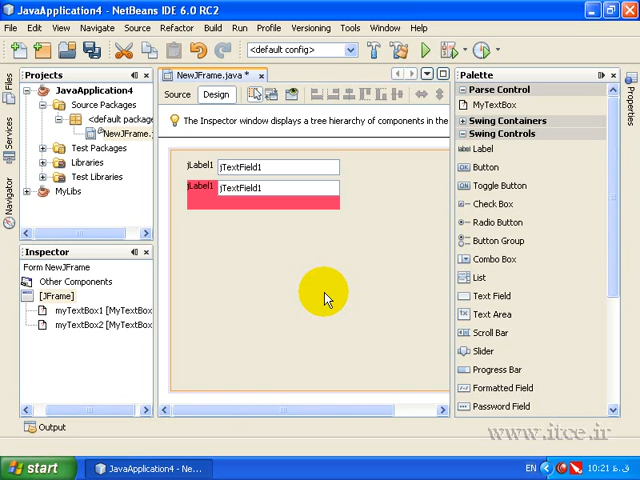 JavaApplication4 - NetBeans IDE 6.0 RC2
File Edit View Navigate Source Refactor Build Run Profile Versioning Tools Window Help
<default config>
Projects
NewJFrame.java *
Palette
JavaApplication4
Source Packages
<default package
NewJFrame.
Test Packages
Libraries
Test Libraries
MyLibs
Files
Services
Navigator
Source Design
The Inspector window displays a tree hierarchy of components in the
jLabel1 jTextField1
jLabel1 jTextField1
Parse Control
MyTextBox
Swing Containers
Swing Controls
Label
Button
Toggle Button
Check Box
Radio Button
Button Group
Combo Box
List
Text Field
Text Area
Scroll Bar
Slider
Progress Bar
Formatted Field
Password Field
Properties
Inspector
Form NewJFrame
Other Components
[JFrame]
myTextBox1 [MyTextBox]
myTextBox2 [MyTextBox]
Output
www.itce.ir
start
JavaApplication4 - Ne...
EN
10:21 ق.ظ